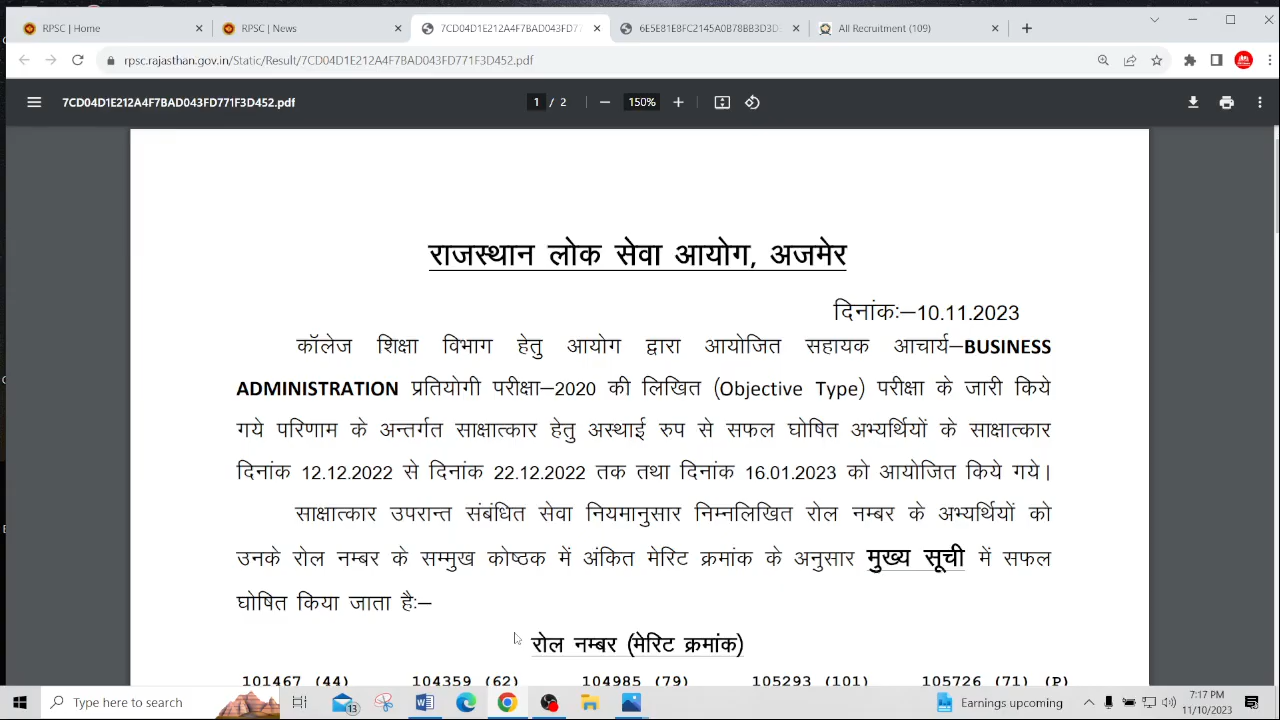 RPSC | Home
RPSC | News
7CD04D1E212A4F7BAD043FD77
6E5E81E8FC2145A0B78BB3D3D
All Recruitment (109)
rpsc.rajasthan.gov.in/Static/Result/7CD04D1E212A4F7BAD043FD771F3D452.pdf
7CD04D1E212A4F7BAD043FD771F3D452.pdf
1 / 2
150%
राजस्थान लोक सेवा आयोग, अजमेर
दिनांकः–10.11.2023
कॉलेज शिक्षा विभाग हेतु आयोग द्वारा आयोजित सहायक आचार्य–BUSINESS
ADMINISTRATION प्रतियोगी परीक्षा–2020 की लिखित (Objective Type) परीक्षा के जारी किये
गये परिणाम के अन्तर्गत साक्षात्कार हेतु अस्थाई रुप से सफल घोषित अभ्यर्थियों के साक्षात्कार
दिनांक 12.12.2022 से दिनांक 22.12.2022 तक तथा दिनांक 16.01.2023 को आयोजित किये गये।
साक्षात्कार उपरान्त संबंधित सेवा नियमानुसार निम्नलिखित रोल नम्बर के अभ्यर्थियों को
उनके रोल नम्बर के सम्मुख कोष्ठक में अंकित मेरिट क्रमांक के अनुसार मुख्य सूची में सफल
घोषित किया जाता हैः–
रोल नम्बर (मेरिट क्रमांक)
101467 (44) 104359 (62) 104985 (79) 105293 (101) 105726 (71) (P)
Type here to search
13
Earnings upcoming
7:17 PM
11/10/2023